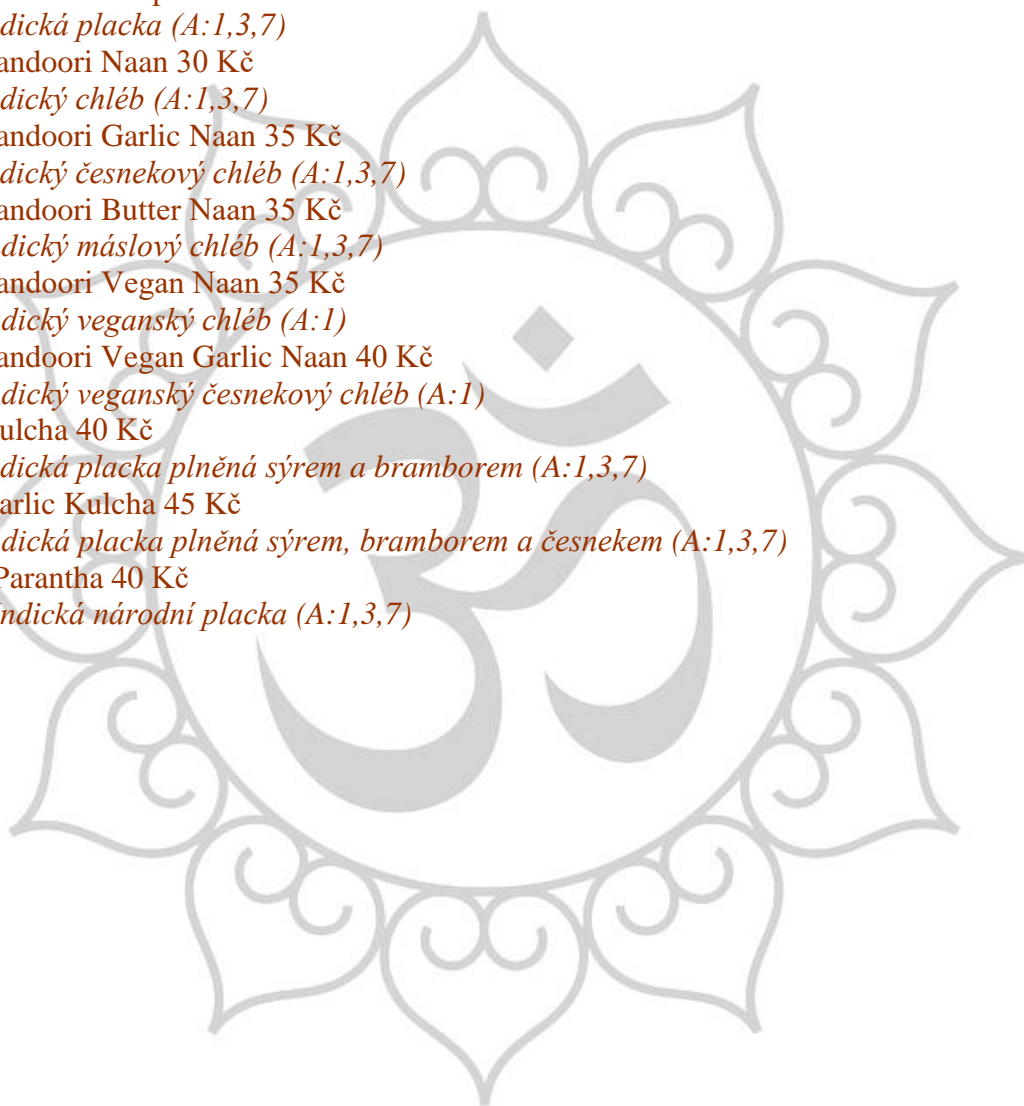 dická placka (A:1,3,7)
andoori Naan 30 Kč
dický chléb (A:1,3,7)
andoori Garlic Naan 35 Kč
dický česnekový chléb (A:1,3,7)
andoori Butter Naan 35 Kč
dický máslový chléb (A:1,3,7)
andoori Vegan Naan 35 Kč
dický veganský chléb (A:1)
andoori Vegan Garlic Naan 40 Kč
dický veganský česnekový chléb (A:1)
ulcha 40 Kč
dická placka plněná sýrem a bramborem (A:1,3,7)
arlic Kulcha 45 Kč
dická placka plněná sýrem, bramborem a česnekem (A:1,3,7)
Parantha 40 Kč
ndická národní placka (A:1,3,7)
ॐ